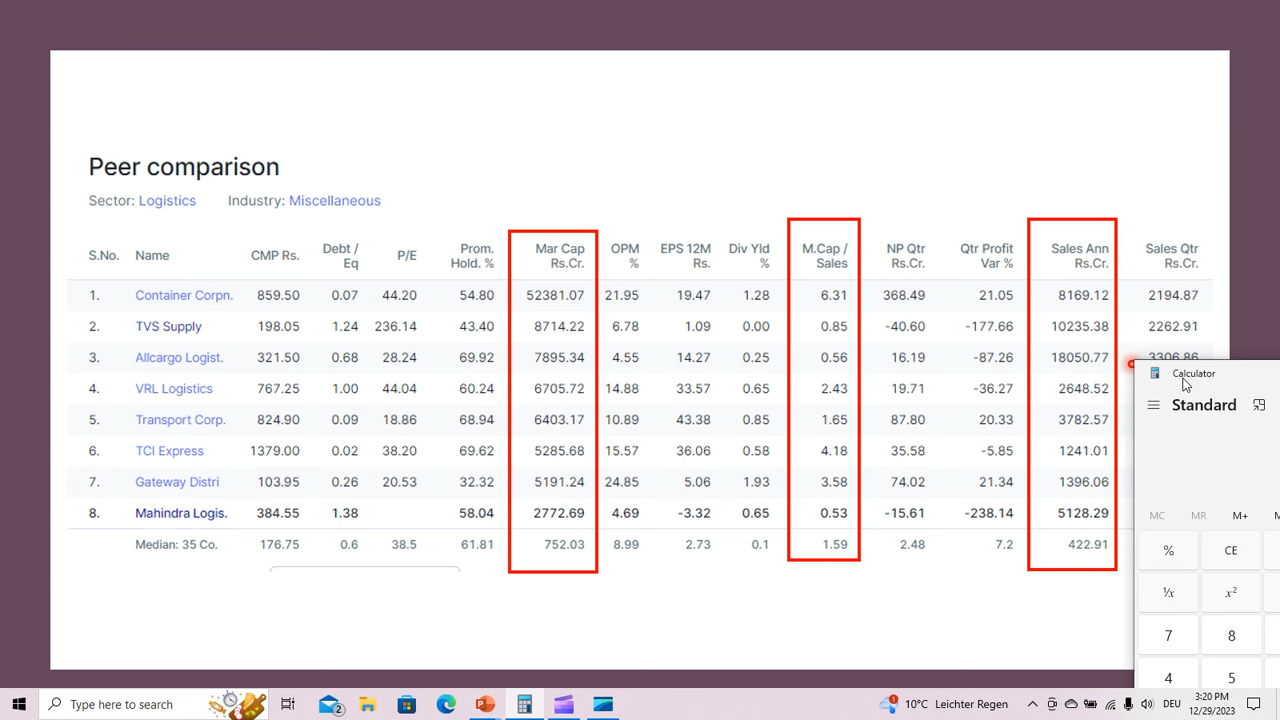 Peer comparison
Sector: Logistics Industry: Miscellaneous
S.No. Name CMP Rs. Debt / Eq P/E Prom. Hold. % Mar Cap Rs.Cr. OPM % EPS 12M Rs. Div Yld % M.Cap / Sales NP Qtr Rs.Cr. Qtr Profit Var % Sales Ann Rs.Cr. Sales Qtr Rs.Cr.
1. Container Corpn. 859.50 0.07 44.20 54.80 52381.07 21.95 19.47 1.28 6.31 368.49 21.05 8169.12 2194.87
2. TVS Supply 198.05 1.24 236.14 43.40 8714.22 6.78 1.09 0.00 0.85 -40.60 -177.66 10235.38 2262.91
3. Allcargo Logist. 321.50 0.68 28.24 69.92 7895.34 4.55 14.27 0.25 0.56 16.19 -87.26 18050.77 3306.86
4. VRL Logistics 767.25 1.00 44.04 60.24 6705.72 14.88 33.57 0.65 2.43 19.71 -36.27 2648.52
5. Transport Corp. 824.90 0.09 18.86 68.93 6403.17 10.89 43.38 0.85 1.65 87.80 20.33 3782.57
6. TCI Express 1379.00 0.02 38.20 69.62 5285.68 15.57 36.06 0.58 4.18 35.58 -5.85 1241.01
7. Gateway Distri 103.95 0.26 20.53 32.32 5191.24 24.85 5.06 1.93 3.58 74.02 21.34 1396.06
8. Mahindra Logis. 384.55 1.38 58.04 2772.69 4.69 -3.32 0.65 0.53 -15.61 -238.14 5128.29
Median: 35 Co. 176.75 0.6 38.5 61.81 752.03 8.99 2.73 0.1 1.59 2.48 7.2 422.91
Calculator
Standard
MC MR M+
% CE
¹/x x²
7 8
4 5
Type here to search
2
1
10°C Leichter Regen
DEU
3:20 PM
12/29/2023